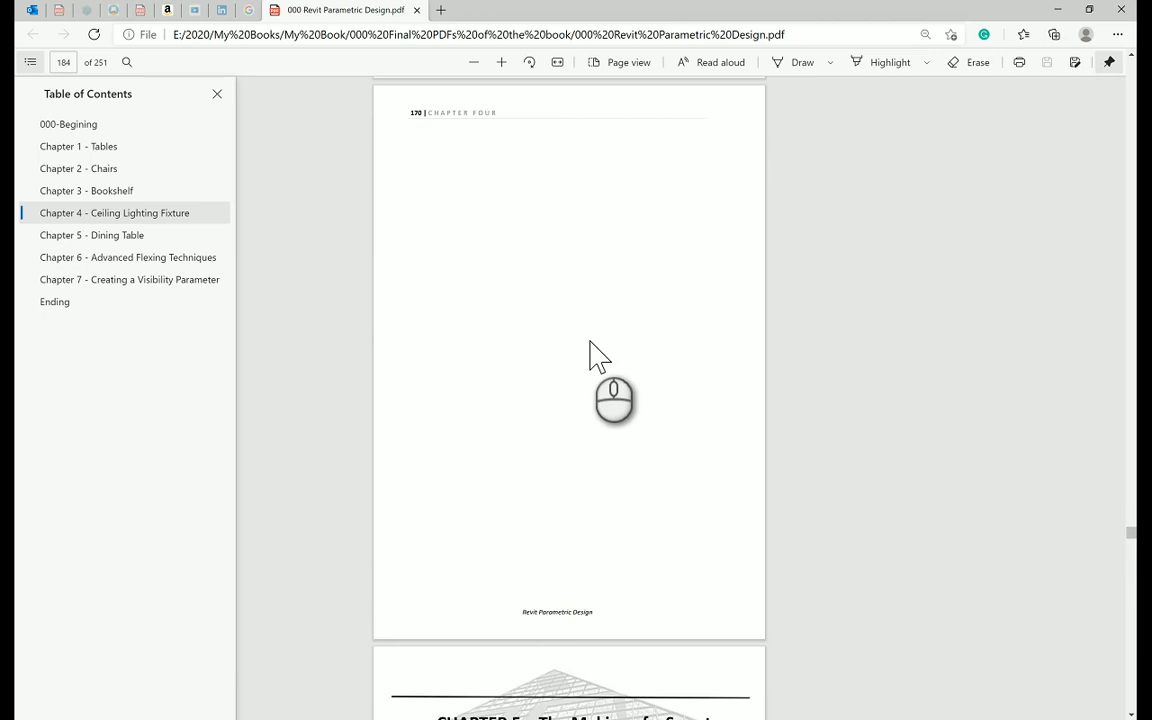 000 Revit Parametric Design.pdf
File
E:/2020/My%20Books/My%20Book/000%20Final%20PDFs%20of%20the%20book/000%20Revit%20Parametric%20Design.pdf
184 of 251
Page view
Read aloud
Draw
Highlight
Erase
Table of Contents
000-Begining
Chapter 1 - Tables
Chapter 2 - Chairs
Chapter 3 - Bookshelf
Chapter 4 - Ceiling Lighting Fixture
Chapter 5 - Dining Table
Chapter 6 - Advanced Flexing Techniques
Chapter 7 - Creating a Visibility Parameter
Ending
170 | CHAPTER FOUR
Revit Parametric Design